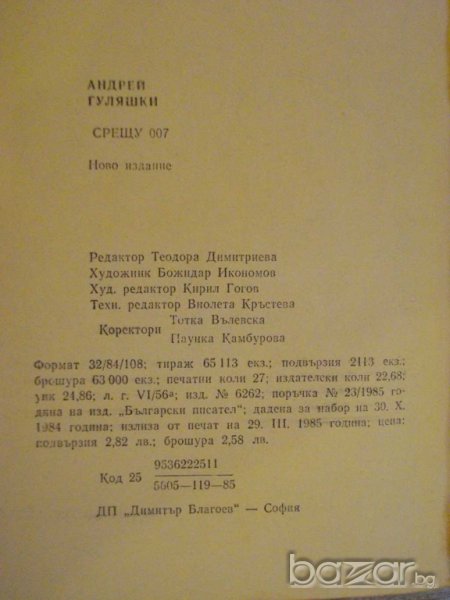 АНДРЕЙ
ГУЛЯШКИ
СРЕЩУ 007
Ново издание
Редактор Теодора Димитриева
Художник Божидар Икономов
Худ. редактор Кирил Гогов
Техн. редактор Виолета Кръстева
Коректори Тотка Вълевска
Паунка Камбурова
Формат 32/84/108; тираж 65 113 екз.; подвързия 2113 екз.;
брошура 63 000 екз.; печатни коли 27; издателски коли 22,68;
уик 24,86; л. г. VI/56а; изд. № 6262; поръчка № 23/1985 го-
дина на изд. „Български писател"; дадена за набор на 30. X.
1984 година; излиза от печат на 29. III. 1985 година; цена:
подвързия 2,82 лв.; брошура 2,58 лв.
9536222511
Код 25
5605—119—85
ДП „Димитър Благоев" — София
bazar.bg